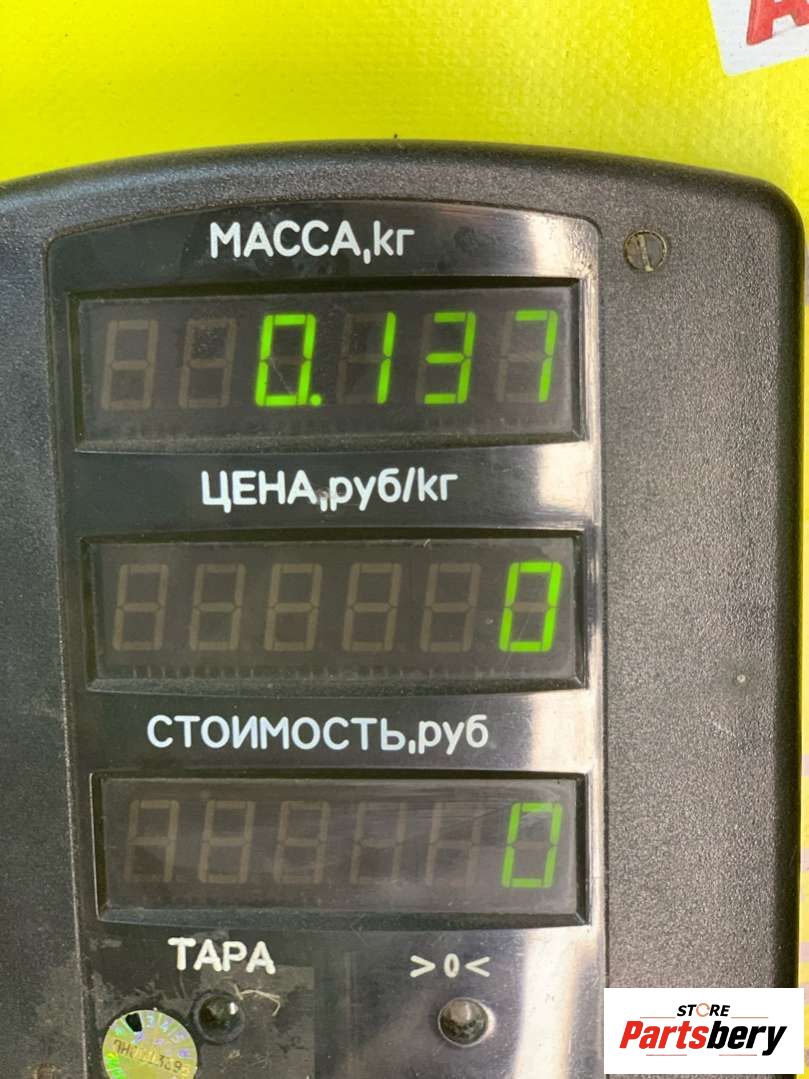 МАССА,кг
0.137
ЦЕНА,руб/кг
0
СТОИМОСТЬ,руб
0
ТАРА >0<
STORE
Partsbery